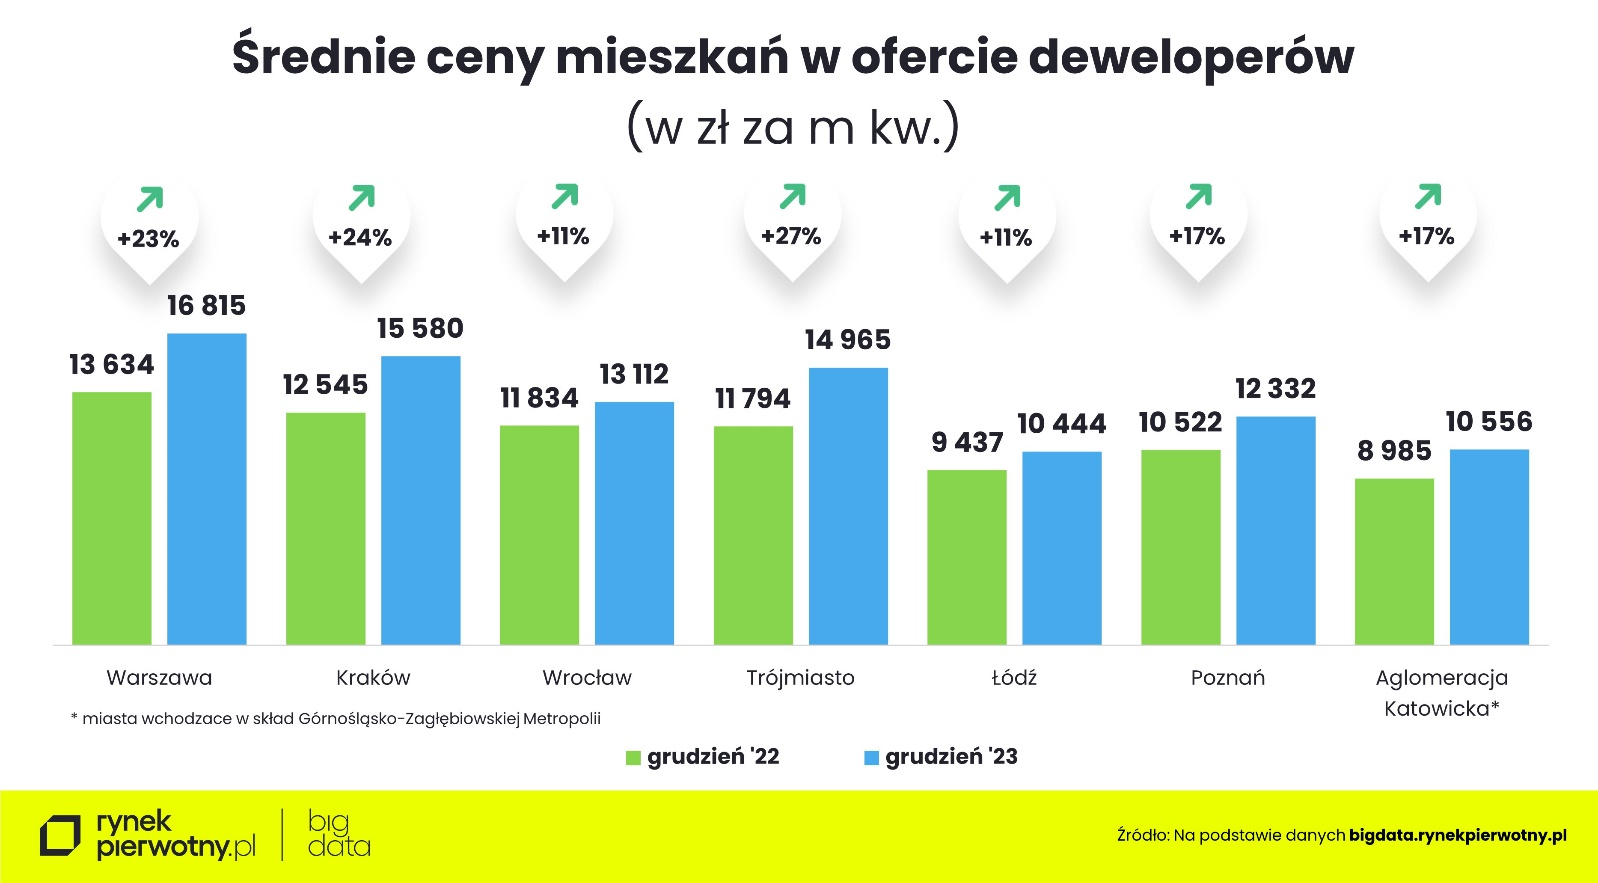 Średnie ceny mieszkań w ofercie deweloperów
(w zł za m kw.)
+23%
+24%
+11%
+27%
+11%
+17%
+17%
13 634
16 815
12 545
15 580
11 834
13 112
11 794
14 965
9 437
10 444
10 522
12 332
8 985
10 556
Warszawa
Kraków
Wrocław
Trójmiasto
Łódź
Poznań
Aglomeracja
Katowicka*
* miasta wchodzace w skład Górnośląsko-Zagłębiowskiej Metropolii
grudzień '22
grudzień '23
rynek
pierwotny.pl
big
data
Źródło: Na podstawie danych bigdata.rynekpierwotny.pl